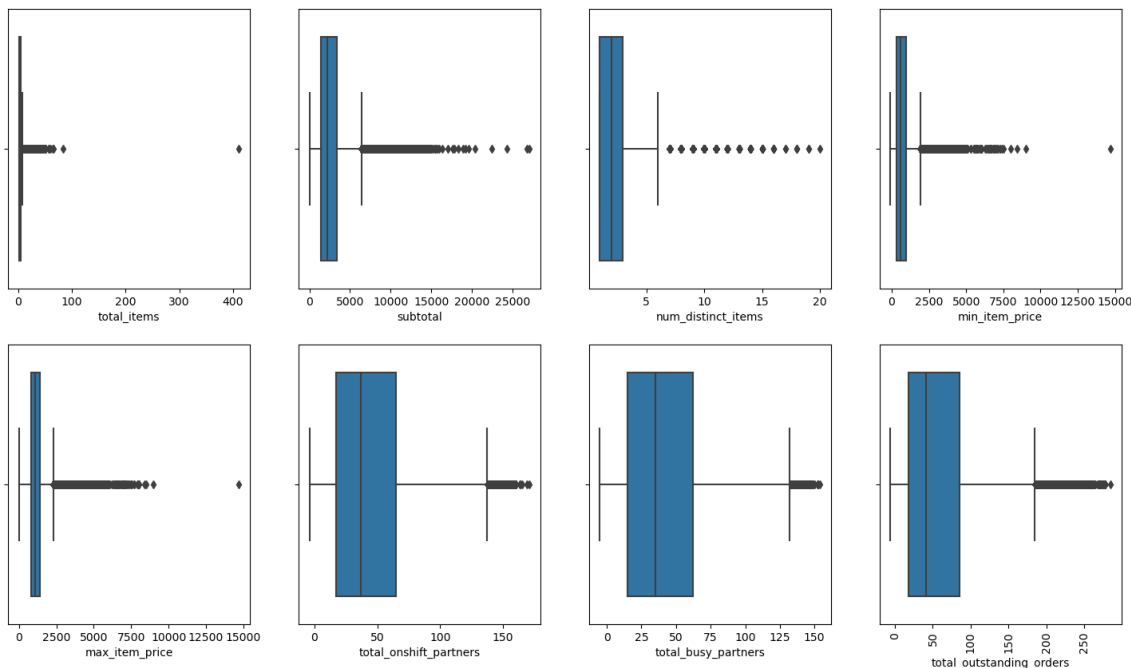 0 100 200 300 400
total_items
0 5000 10000 15000 20000 25000
subtotal
5 10 15 20
num_distinct_items
0 2500 5000 7500 10000 12500 15000
min_item_price
0 2500 5000 7500 10000 12500 15000
max_item_price
0 50 100 150
total_onshift_partners
0 25 50 75 100 125 150
total_busy_partners
0 50 100 150 200 250
total_outstanding_orders